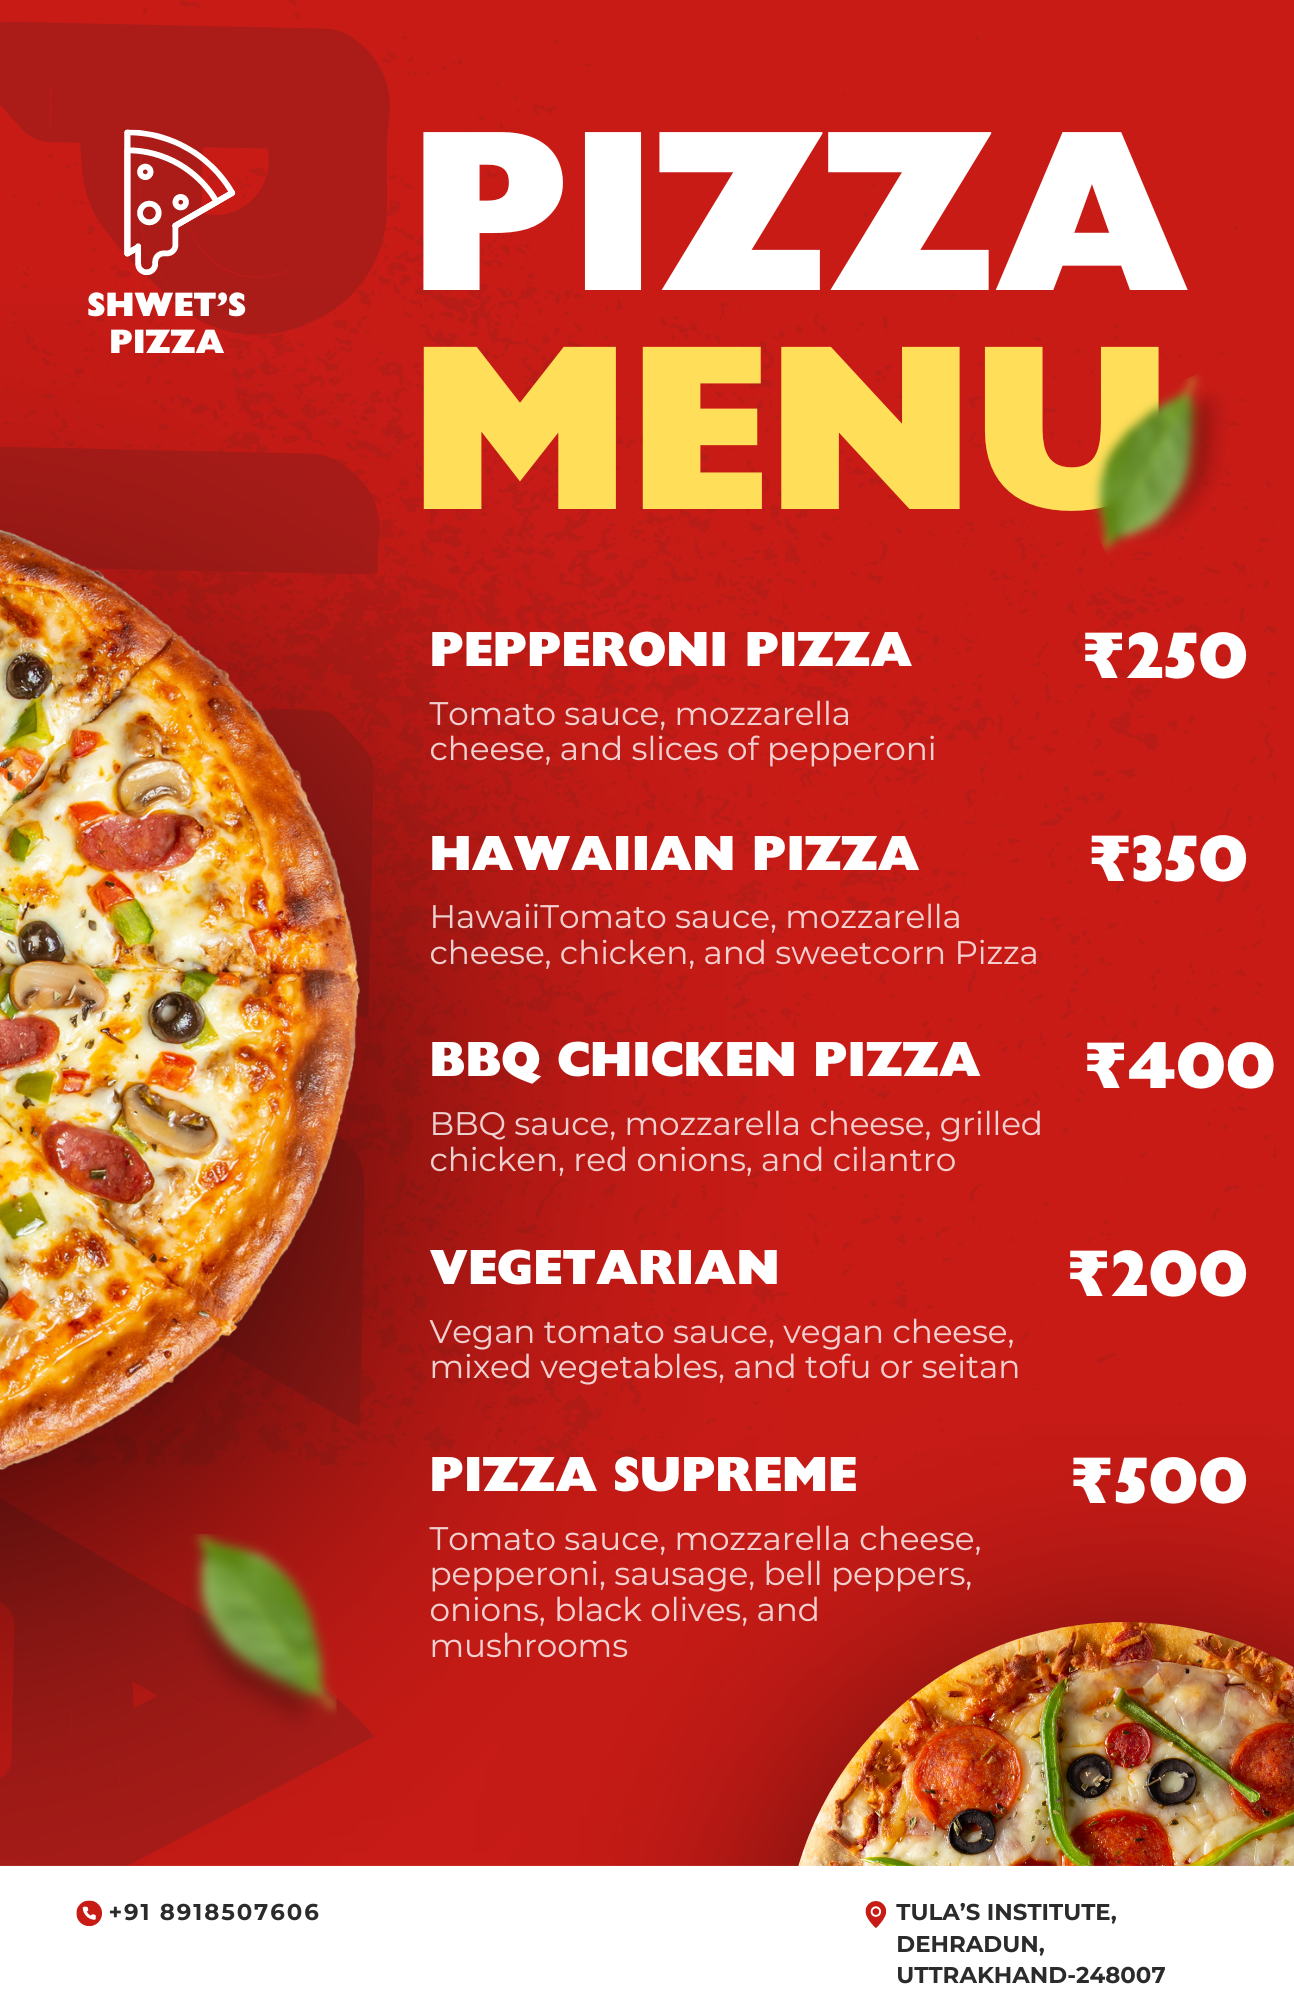 SHWET'S
PIZZA
PIZZA
MENU
PEPPERONI PIZZA ₹250
Tomato sauce, mozzarella
cheese, and slices of pepperoni
HAWAIIAN PIZZA ₹350
HawaiiTomato sauce, mozzarella
cheese, chicken, and sweetcorn Pizza
BBQ CHICKEN PIZZA ₹400
BBQ sauce, mozzarella cheese, grilled
chicken, red onions, and cilantro
VEGETARIAN ₹200
Vegan tomato sauce, vegan cheese,
mixed vegetables, and tofu or seitan
PIZZA SUPREME ₹500
Tomato sauce, mozzarella cheese,
pepperoni, sausage, bell peppers,
onions, black olives, and
mushrooms
+91 8918507606
TULA'S INSTITUTE,
DEHRADUN,
UTTRAKHAND-248007